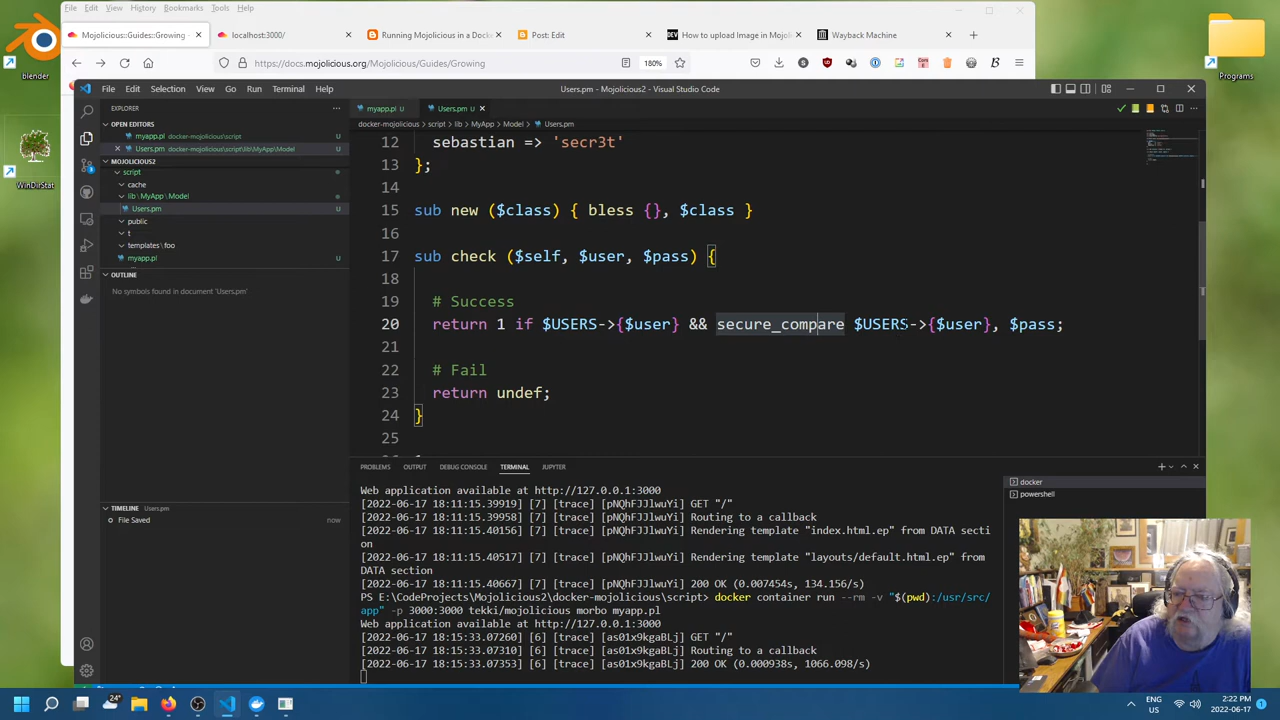 File Edit View History Bookmarks Tools Help
Mojolicious::Guides::Growing
localhost:3000/
Running Mojolicious in a Docke
Post: Edit
DEV How to upload Image in Mojoli
Wayback Machine
https://docs.mojolicious.org/Mojolicious/Guides/Growing
180%
blender
Programs
WinDirStat
File Edit Selection View Go Run Terminal Help
Users.pm - Mojolicious2 - Visual Studio Code
EXPLORER
OPEN EDITORS
myapp.pl docker-mojolicious\script U
Users.pm docker-mojolicious\script\lib\MyApp\Model U
MOJOLICIOUS2
script
cache
lib\MyApp\Model
Users.pm U
public
t
templates\foo
myapp.pl U
OUTLINE
No symbols found in document 'Users.pm'
TIMELINE Users.pm
File Saved now
myapp.pl U
Users.pm U
docker-mojolicious > script > lib > MyApp > Model > Users.pm
12 sebastian => 'secr3t'
13 };
14
15 sub new ($class) { bless {}, $class }
16
17 sub check ($self, $user, $pass) {
18
19 # Success
20 return 1 if $USERS->{$user} && secure_compare $USERS->{$user}, $pass;
21
22 # Fail
23 return undef;
24 }
25
PROBLEMS OUTPUT DEBUG CONSOLE TERMINAL JUPYTER
docker
powershell
Web application available at http://127.0.0.1:3000
[2022-06-17 18:11:15.39919] [7] [trace] [pNQhFJJlwuYi] GET "/"
[2022-06-17 18:11:15.39958] [7] [trace] [pNQhFJJlwuYi] Routing to a callback
[2022-06-17 18:11:15.40156] [7] [trace] [pNQhFJJlwuYi] Rendering template "index.html.ep" from DATA secti
on
[2022-06-17 18:11:15.40517] [7] [trace] [pNQhFJJlwuYi] Rendering template "layouts/default.html.ep" from
DATA section
[2022-06-17 18:11:15.40667] [7] [trace] [pNQhFJJlwuYi] 200 OK (0.007454s, 134.156/s)
PS E:\CodeProjects\Mojolicious2\docker-mojolicious\script> docker container run --rm -v "$(pwd):/usr/src/
app" -p 3000:3000 tekki/mojolicious morbo myapp.pl
Web application available at http://127.0.0.1:3000
[2022-06-17 18:15:33.07260] [6] [trace] [as01x9kgaBLj] GET "/"
[2022-06-17 18:15:33.07310] [6] [trace] [as01x9kgaBLj] Routing to a callback
[2022-06-17 18:15:33.07353] [6] [trace] [as01x9kgaBLj] 200 OK (0.000938s, 1066.098/s)
24°
ENG
US
2:22 PM
2022-06-17